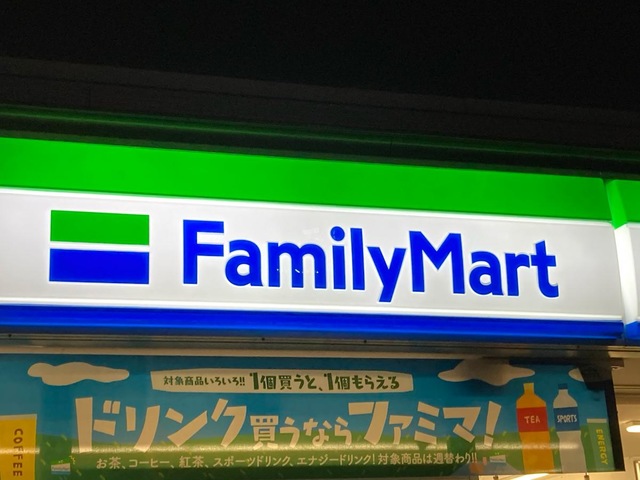 FamilyMart
対象商品いろいろ!! 1個買うと、1個もらえる
ドリンク買うならファミマ!
お茶、コーヒー、紅茶、スポーツドリンク、エナジードリンク!対象商品は週替わり!!
COFFEE
TEA
SPORTS
ENERGY